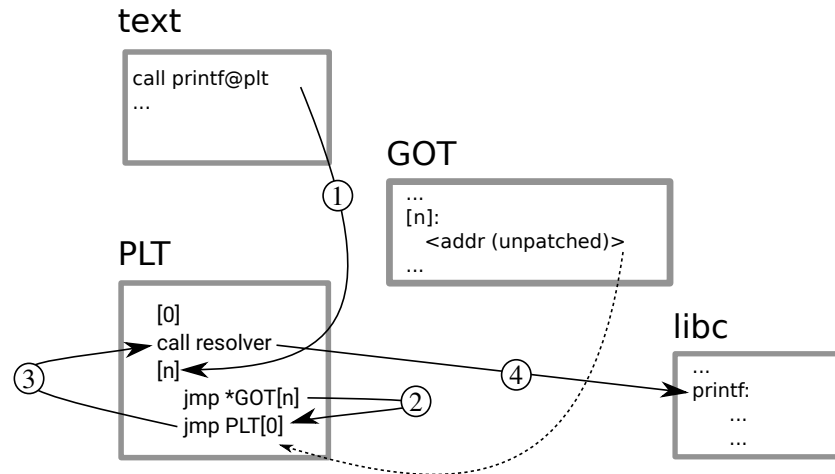 text
call printf@plt
...
1
GOT
...
[n]:
<addr (unpatched)>
...
PLT
[0]
call resolver
[n]
jmp *GOT[n]
jmp PLT[0]
2
3
4
libc
...
printf:
...
...